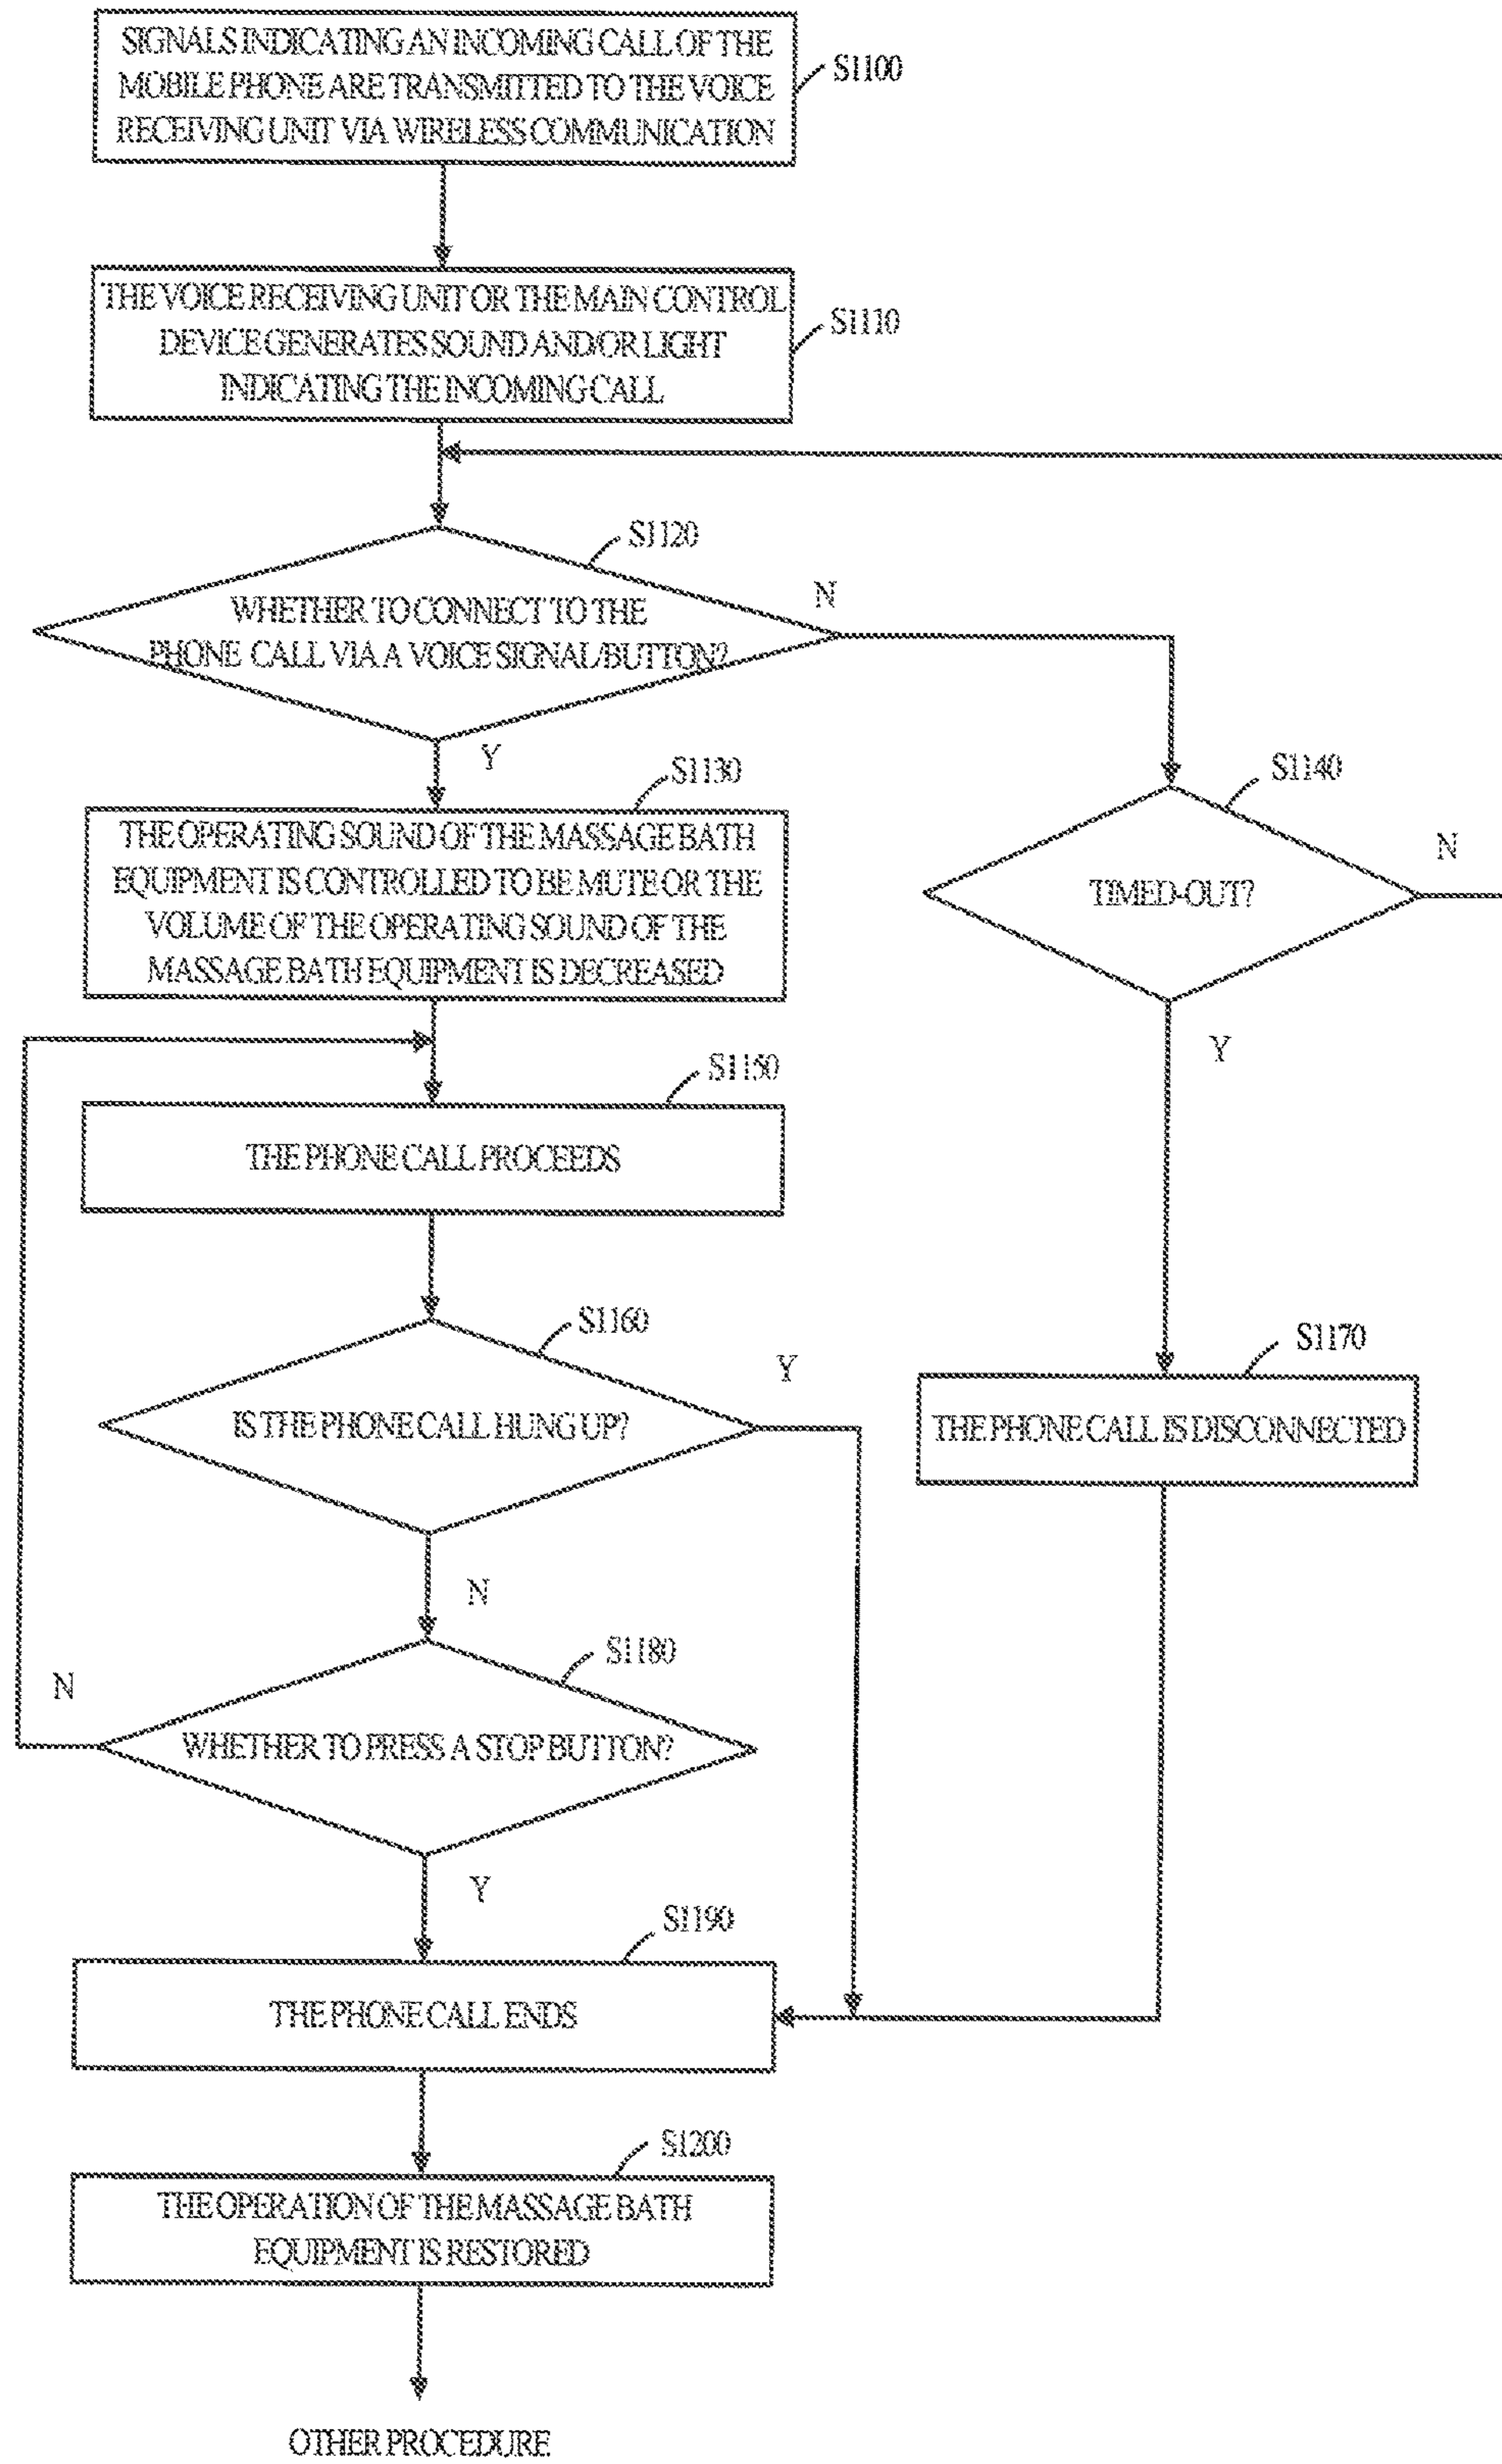 SIGNALS INDICATING AN INCOMING CALL OF THE
MOBILE PHONE ARE TRANSMITTED TO THE VOICE
RECEIVING UNIT VIA WIRELESS COMMUNICATION
S1100
THE VOICE RECEIVING UNIT OR THE MAIN CONTROL
DEVICE GENERATES SOUND AND/OR LIGHT
INDICATING THE INCOMING CALL
S1110
S1120
WHETHER TO CONNECT TO THE
PHONE CALL VIA A VOICE SIGNAL/BUTTON?
N
Y
S1130
THE OPERATING SOUND OF THE MASSAGE BATH
EQUIPMENT IS CONTROLLED TO BE MUTE OR THE
VOLUME OF THE OPERATING SOUND OF THE
MASSAGE BATH EQUIPMENT IS DECREASED
S1140
TIMED-OUT?
N
Y
S1150
THE PHONE CALL PROCEEDS
S1160
IS THE PHONE CALL HUNG UP?
Y
N
S1170
THE PHONE CALL IS DISCONNECTED
S1180
WHETHER TO PRESS A STOP BUTTON?
N
Y
S1190
THE PHONE CALL ENDS
S1200
THE OPERATION OF THE MASSAGE BATH
EQUIPMENT IS RESTORED
OTHER PROCEDURE